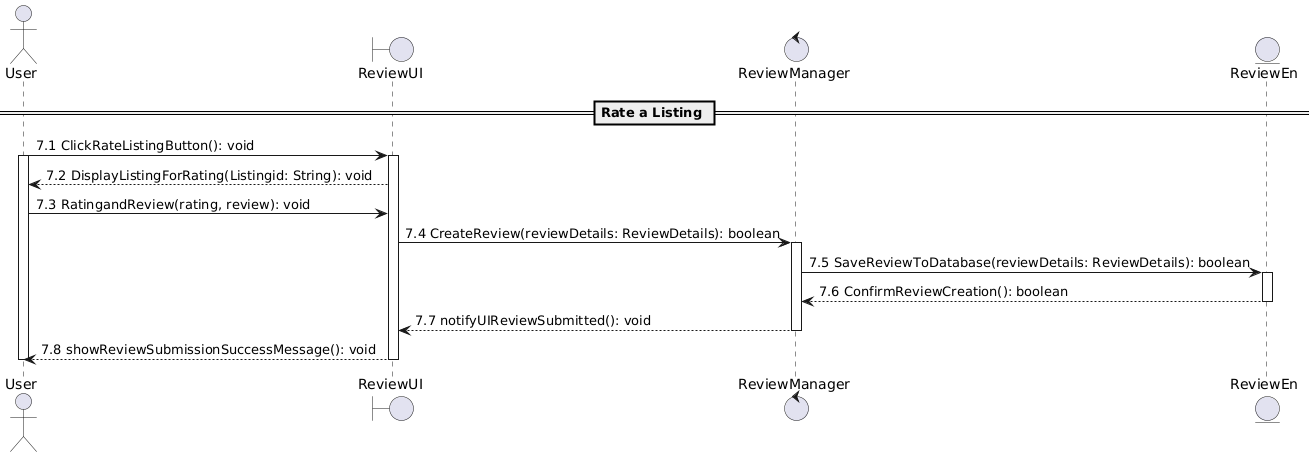 User
ReviewUI
ReviewManager
ReviewEn
Rate a Listing
7.1 ClickRateListingButton(): void
7.2 DisplayListingForRating(Listingid: String): void
7.3 RatingandReview(rating, review): void
7.4 CreateReview(reviewDetails: ReviewDetails): boolean
7.5 SaveReviewToDatabase(reviewDetails: ReviewDetails): boolean
7.6 ConfirmReviewCreation(): boolean
7.7 notifyUIReviewSubmitted(): void
7.8 showReviewSubmissionSuccessMessage(): void
User
ReviewUI
ReviewManager
ReviewEn